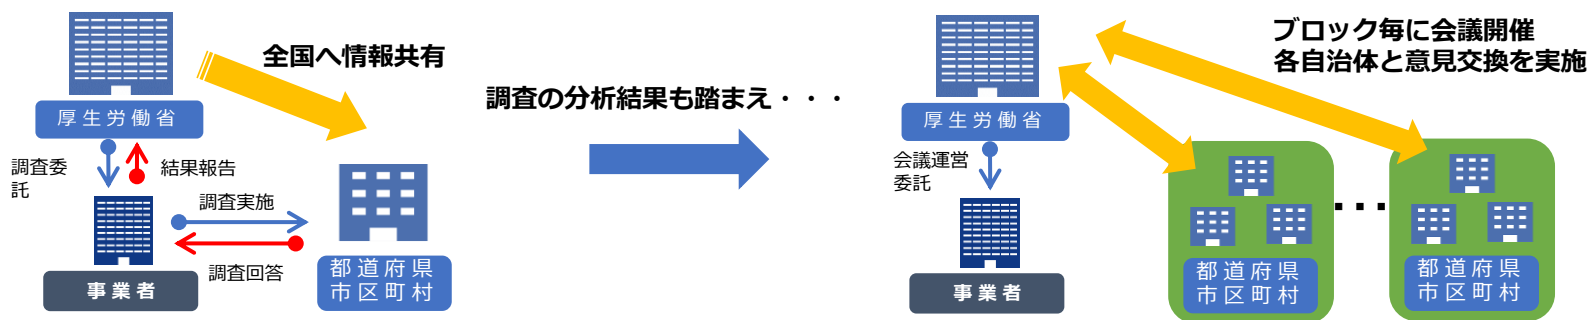 全国へ情報共有
厚生労働省
調査委
託
結果報告
調査実施
調査回答
事業者
都道府県
市区町村
調査の分析結果も踏まえ・・・
ブロック毎に会議開催
各自治体と意見交換を実施
厚生労働省
会議運営
委託
事業者
都道府県
市区町村
・・・
都道府県
市区町村